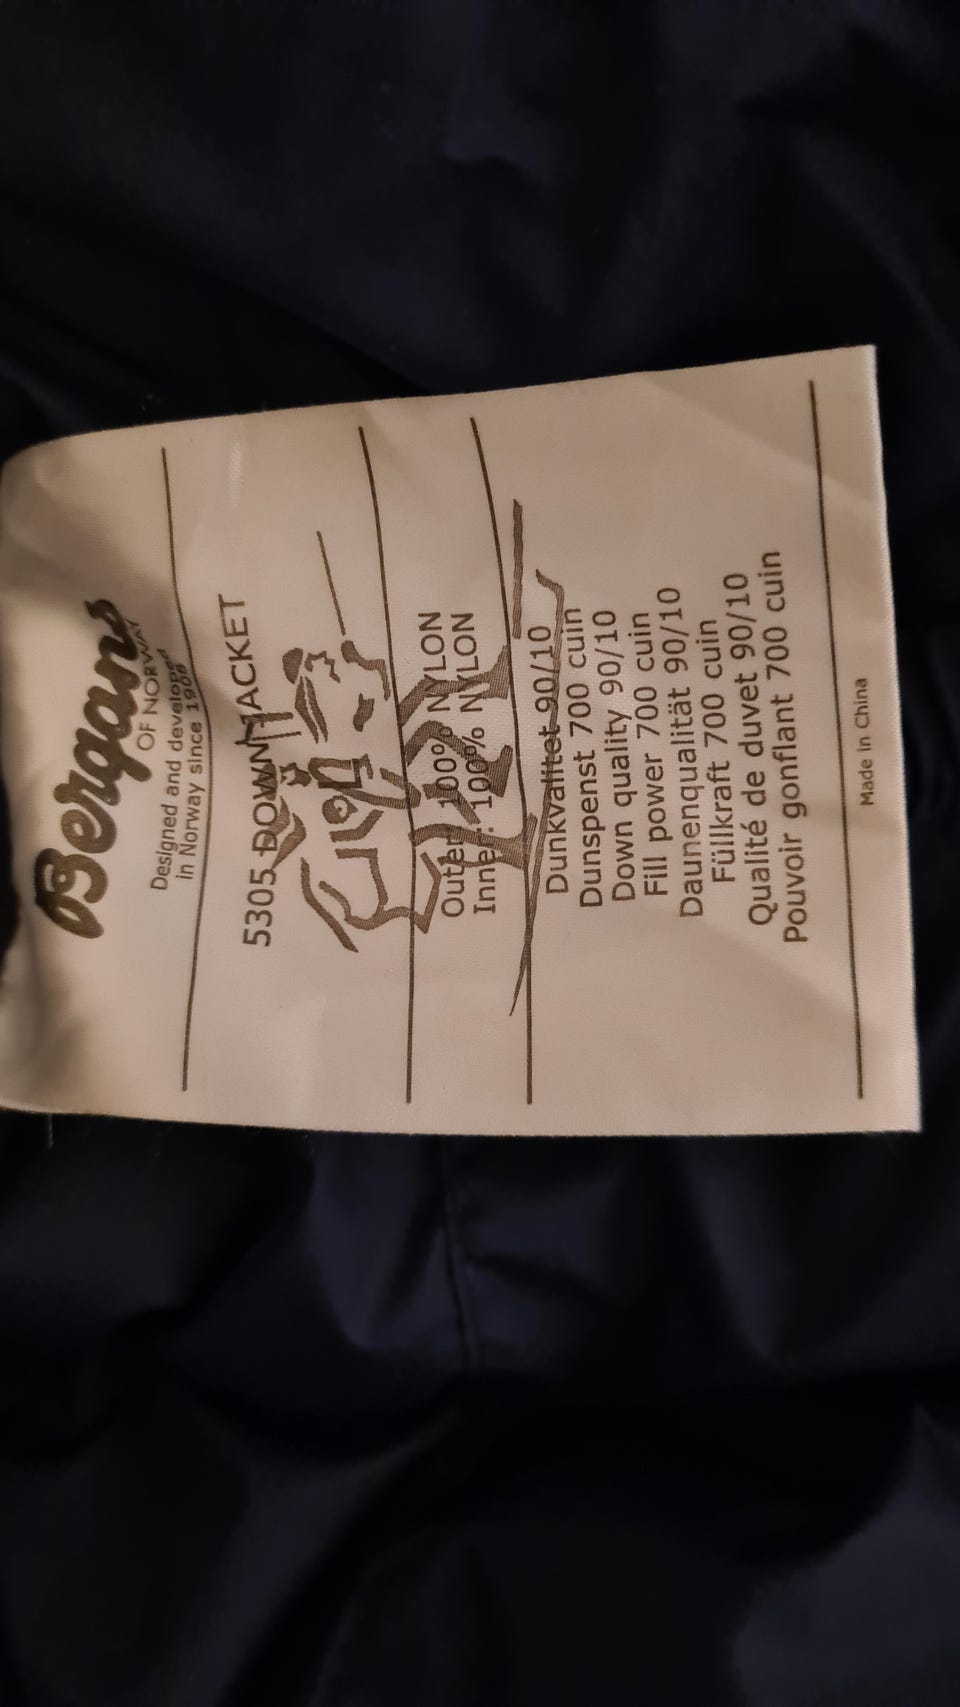 Bergans
OF NORWAY
Designed and developed
in Norway since 1908
5305 DOWN JACKET
Outer: 100% NYLON
Inner: 100% NYLON
Dunkvalitet 90/10
Dunspenst 700 cuin
Down quality 90/10
Fill power 700 cuin
Daunenqualität 90/10
Füllkraft 700 cuin
Qualité de duvet 90/10
Pouvoir gonflant 700 cuin
Made in China